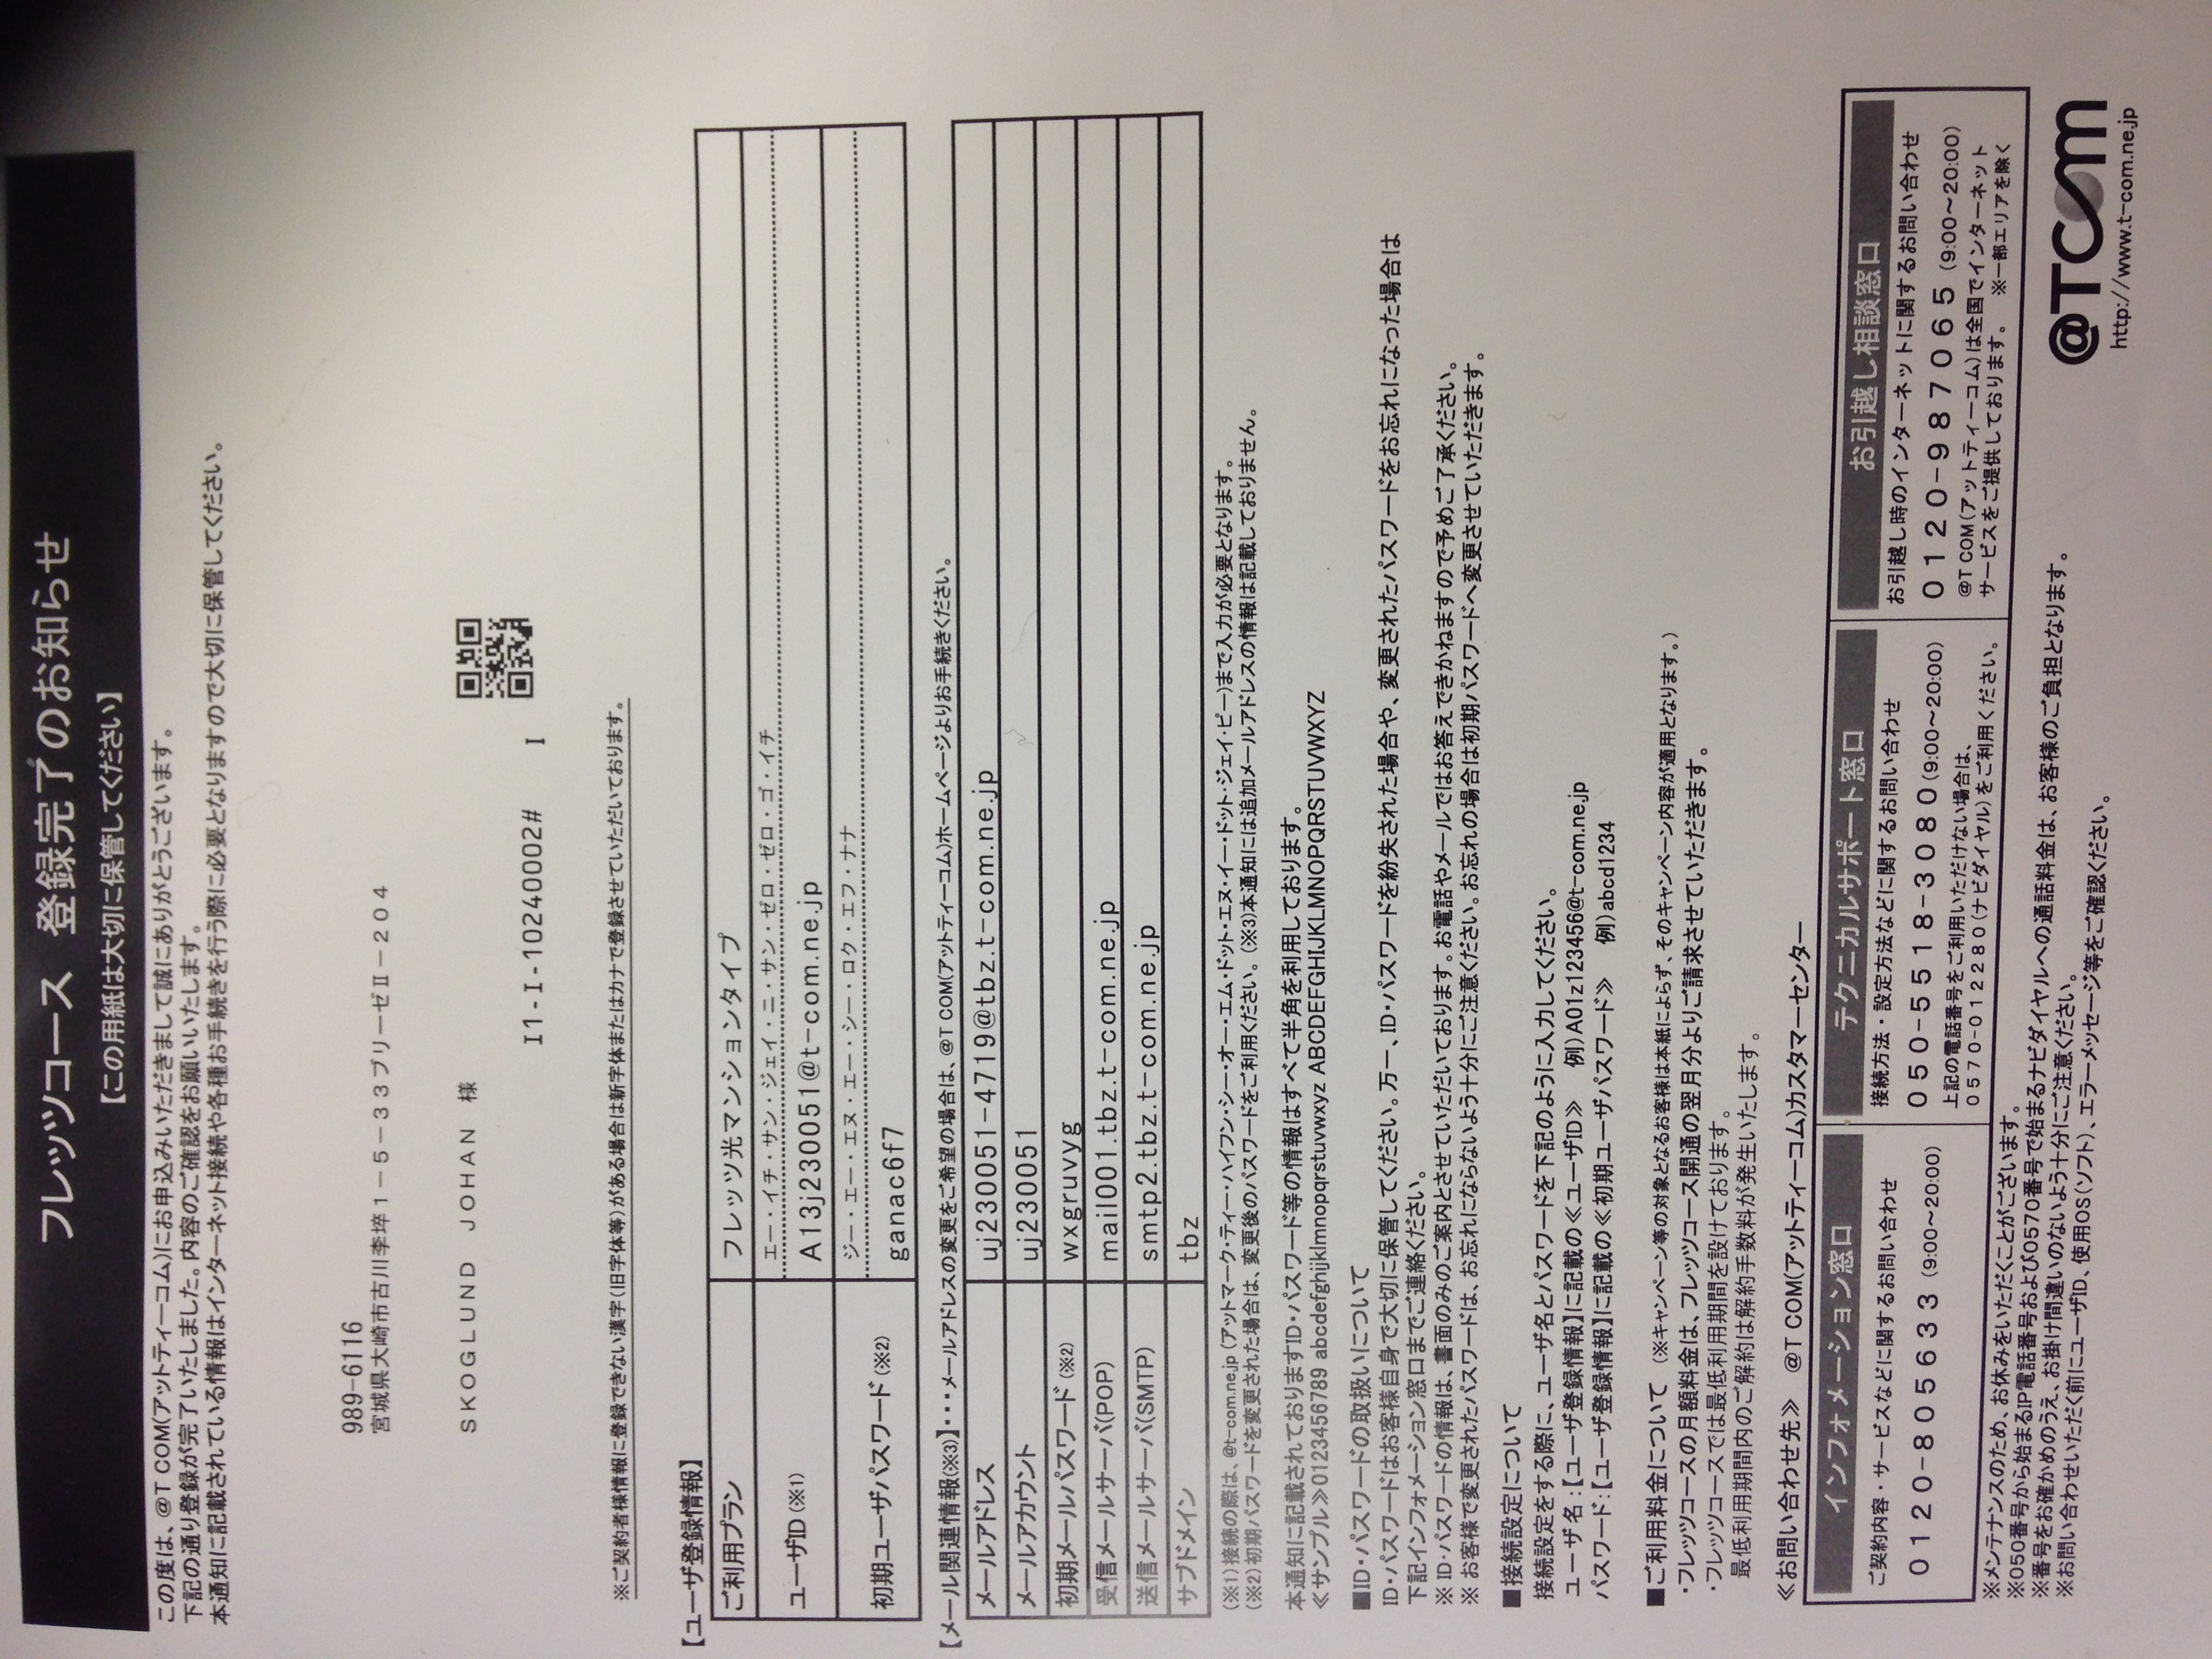 フレッツコース 登録完了のお知らせ
【この用紙は大切に保管してください】
この度は、@T COM(アットティーコム)にお申込みいただきまして誠にありがとうございます。
下記の通り登録が完了いたしました。内容のご確認をお願いいたします。
本通知に記載されている情報はインターネット接続や各種お手続きを行う際に必要となりますので大切に保管してください。
989-6116
宮城県大崎市古川李埣1-5-33ブリーゼⅡ-204
SKOGLUND JOHAN 様
I1-I-10240002# I
※ご契約者様情報に登録できない漢字(旧字体等)がある場合は新字体またはカナで登録させていただいております。
【ユーザ登録情報】
ご利用プラン フレッツ光マンションタイプ
エー・イチ・サン・ジェイ・ニ・サン・ゼロ・ゼロ・ゴ・イチ
ユーザID(※1) A13j230051@t-com.ne.jp
ジー・エー・エヌ・エー・シー・ロク・エフ・ナナ
初期ユーザパスワード(※2) ganac6f7
【メール関連情報(※3)】・・・メールアドレスの変更をご希望の場合は、@T COM(アットティーコム)ホームページよりお手続きください。
メールアドレス uj230051-4719@tbz.t-com.ne.jp
メールアカウント uj230051
初期メールパスワード(※2) wxgruvyg
受信メールサーバ(POP) mail001.tbz.t-com.ne.jp
送信メールサーバ(SMTP) smtp2.tbz.t-com.ne.jp
サブドメイン tbz
(※1)接続の際は、@t-com.ne.jp(アットマーク・ティー・ハイフン・シー・オー・エム・ドット・エヌ・イー・ドット・ジェイ・ピー)まで入力が必要となります。
(※2)初期パスワードを変更された場合は、変更後のパスワードをご利用ください。(※3)本通知には追加メールアドレスの情報は記載しておりません。
本通知に記載されておりますID・パスワード等の情報はすべて半角を利用しております。
≪サンプル≫0123456789 abcdefghijklmnopqrstuvwxyz ABCDEFGHIJKLMNOPQRSTUVWXYZ
■ID・パスワードの取扱いについて
ID・パスワードはお客様自身で大切に保管してください。万一、ID・パスワードを紛失された場合や、変更されたパスワードをお忘れになった場合は
下記インフォメーション窓口までご連絡ください。
※ID・パスワードの情報は、書面のみのご案内とさせていただいております。お電話やメールではお答えできかねますので予めご了承ください。
※お客様で変更されたパスワードは、お忘れにならないよう十分にご注意ください。お忘れの場合は初期パスワードへ変更させていただきます。
■接続設定について
接続設定をする際に、ユーザ名とパスワードを下記のように入力してください。
ユーザ名:【ユーザ登録情報】に記載の≪ユーザID≫ 例)A01z123456@t-com.ne.jp
パスワード:【ユーザ登録情報】に記載の≪初期ユーザパスワード≫ 例)abcd1234
■ご利用料金について (※キャンペーン等の対象となるお客様は本紙によらず、そのキャンペーン内容が適用となります。)
・フレッツコースの月額料金は、フレッツコース開通の翌月分よりご請求させていただきます。
・フレッツコースでは最低利用期間を設けております。
最低利用期間内のご解約は解約手数料が発生いたします。
≪お問い合わせ先≫ @T COM(アットティーコム)カスタマーセンター
インフォメーション窓口
ご契約内容・サービスなどに関するお問い合わせ
0120-805633(9:00~20:00)
テクニカルサポート窓口
接続方法・設定方法などに関するお問い合わせ
050-5518-3080(9:00~20:00)
上記の電話番号をご利用いただけない場合は、
0570-012280(ナビダイヤル)をご利用ください。
お引越し相談窓口
お引越し時のインターネットに関するお問い合わせ
0120-987065(9:00~20:00)
@T COM(アットティーコム)は全国でインターネット
サービスをご提供しております。 ※一部エリアを除く
※メンテナンスのため、お休みをいただくことがございます。
※050番号から始まるIP電話番号および0570番号で始まるナビダイヤルへの通話料金は、お客様のご負担となります。
※番号をお確かめのうえ、お掛け間違いのないよう十分にご注意ください。
※お問い合わせいただく前にユーザID、使用OS(ソフト)、エラーメッセージ等をご確認ください。
@TCOM
http://www.t-com.ne.jp